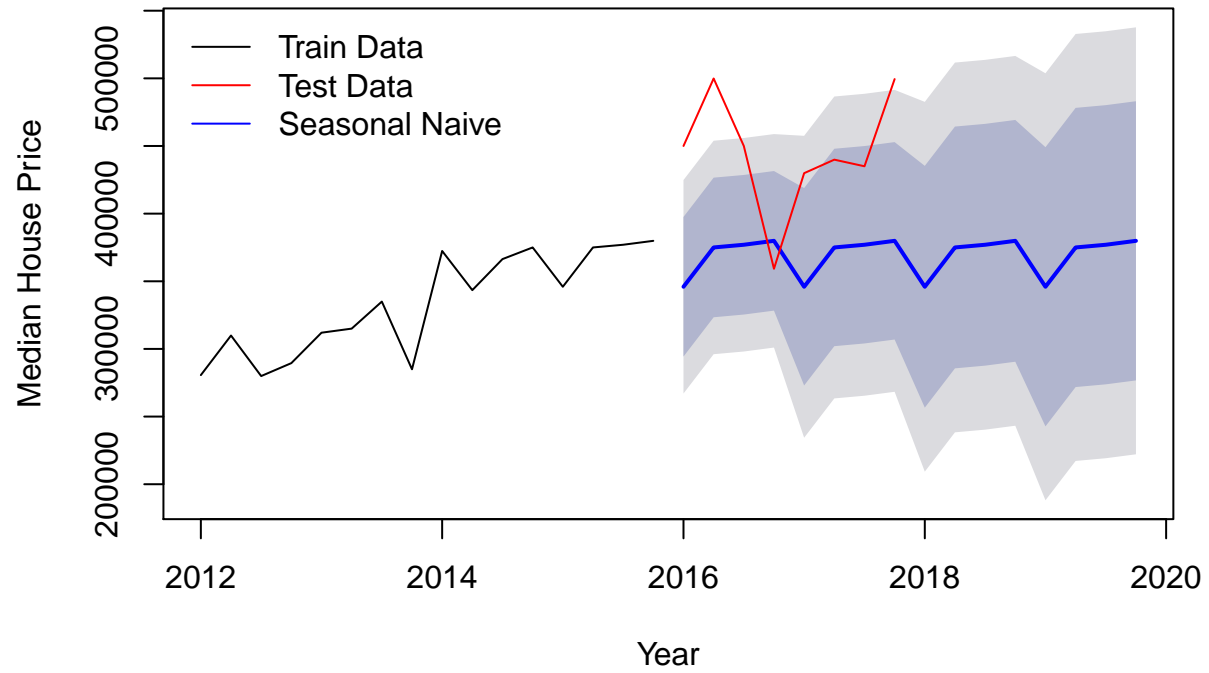 Train Data
Test Data
Seasonal Naive
Median House Price
500000
400000
300000
200000
2012 2014 2016 2018 2020
Year